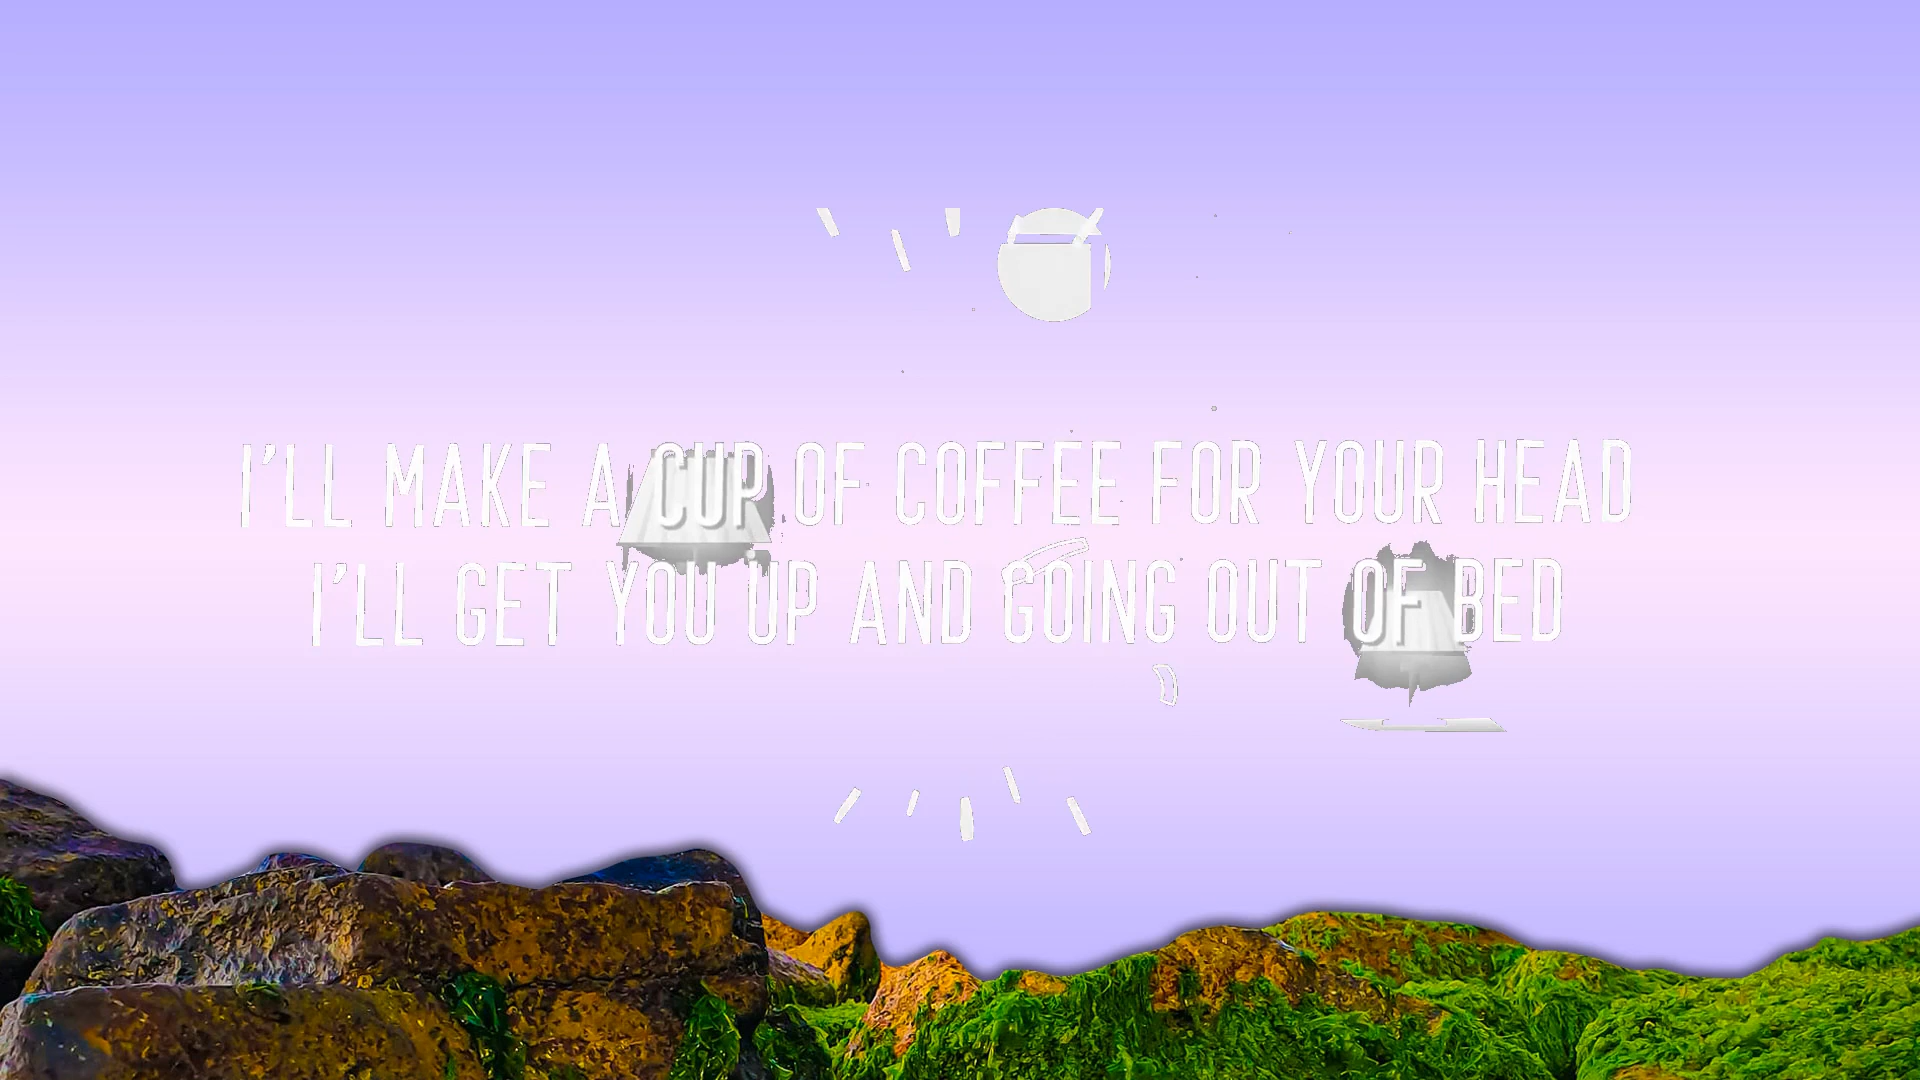 I'LL MAKE A CUP OF COFFEE FOR YOUR HEAD
I'LL GET YOU UP AND GOING OUT OF BED